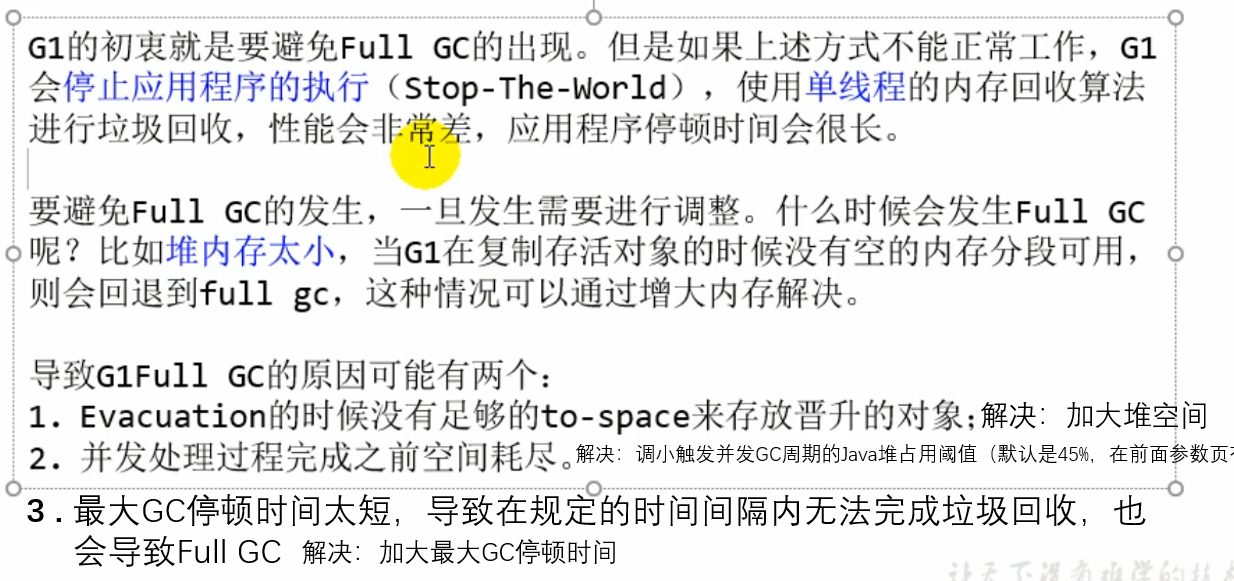 G1的初衷就是要避免Full GC的出现。但是如果上述方式不能正常工作，G1
会停止应用程序的执行（Stop-The-World），使用单线程的内存回收算法
进行垃圾回收，性能会非常差，应用程序停顿时间会很长。
要避免Full GC的发生，一旦发生需要进行调整。什么时候会发生Full GC
呢？比如堆内存太小，当G1在复制存活对象的时候没有空的内存分段可用，
则会回退到full gc，这种情况可以通过增大内存解决。
导致G1Full GC的原因可能有两个：
1. Evacuation的时候没有足够的to-space来存放晋升的对象；解决：加大堆空间
2. 并发处理过程完成之前空间耗尽。解决：调小触发并发GC周期的Java堆占用阈值（默认是45%，在前面参数页
3.最大GC停顿时间太短，导致在规定的时间间隔内无法完成垃圾回收，也
会导致Full GC 解决：加大最大GC停顿时间